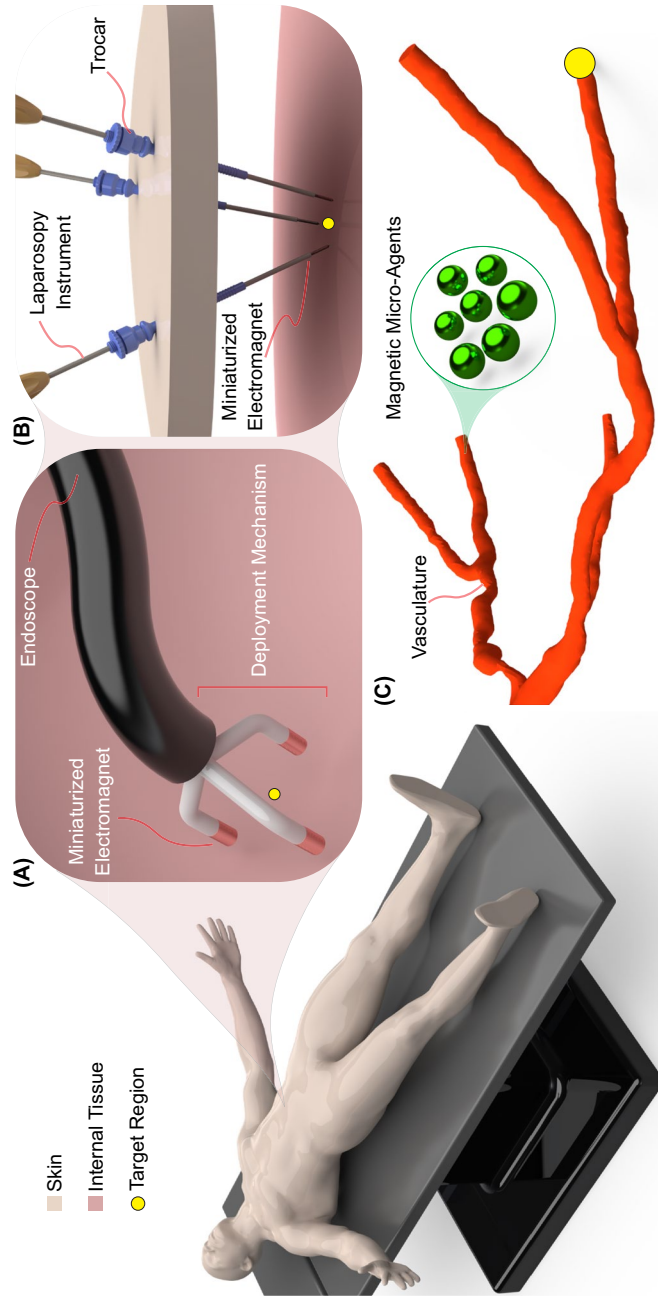 Skin
Internal Tissue
Target Region
(A)
Miniaturized
Electromagnet
Endoscope
Deployment Mechanism
(B)
Laparosopy
Instrument
Trocar
Miniaturized
Electromagnet
(C)
Vasculature
Magnetic Micro-Agents